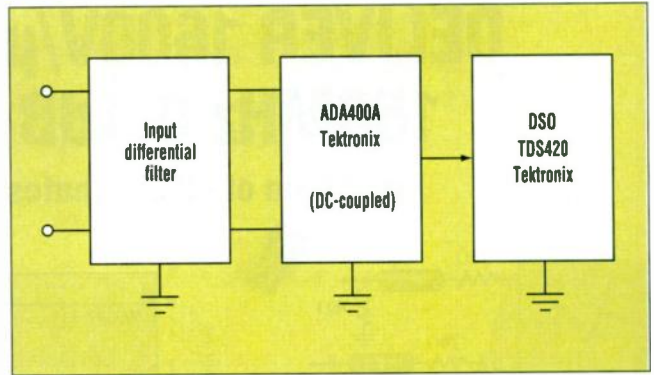 Input
differential
filter
ADA400A
Tektronix
(DC-coupled)
DSO
TDS420
Tektronix